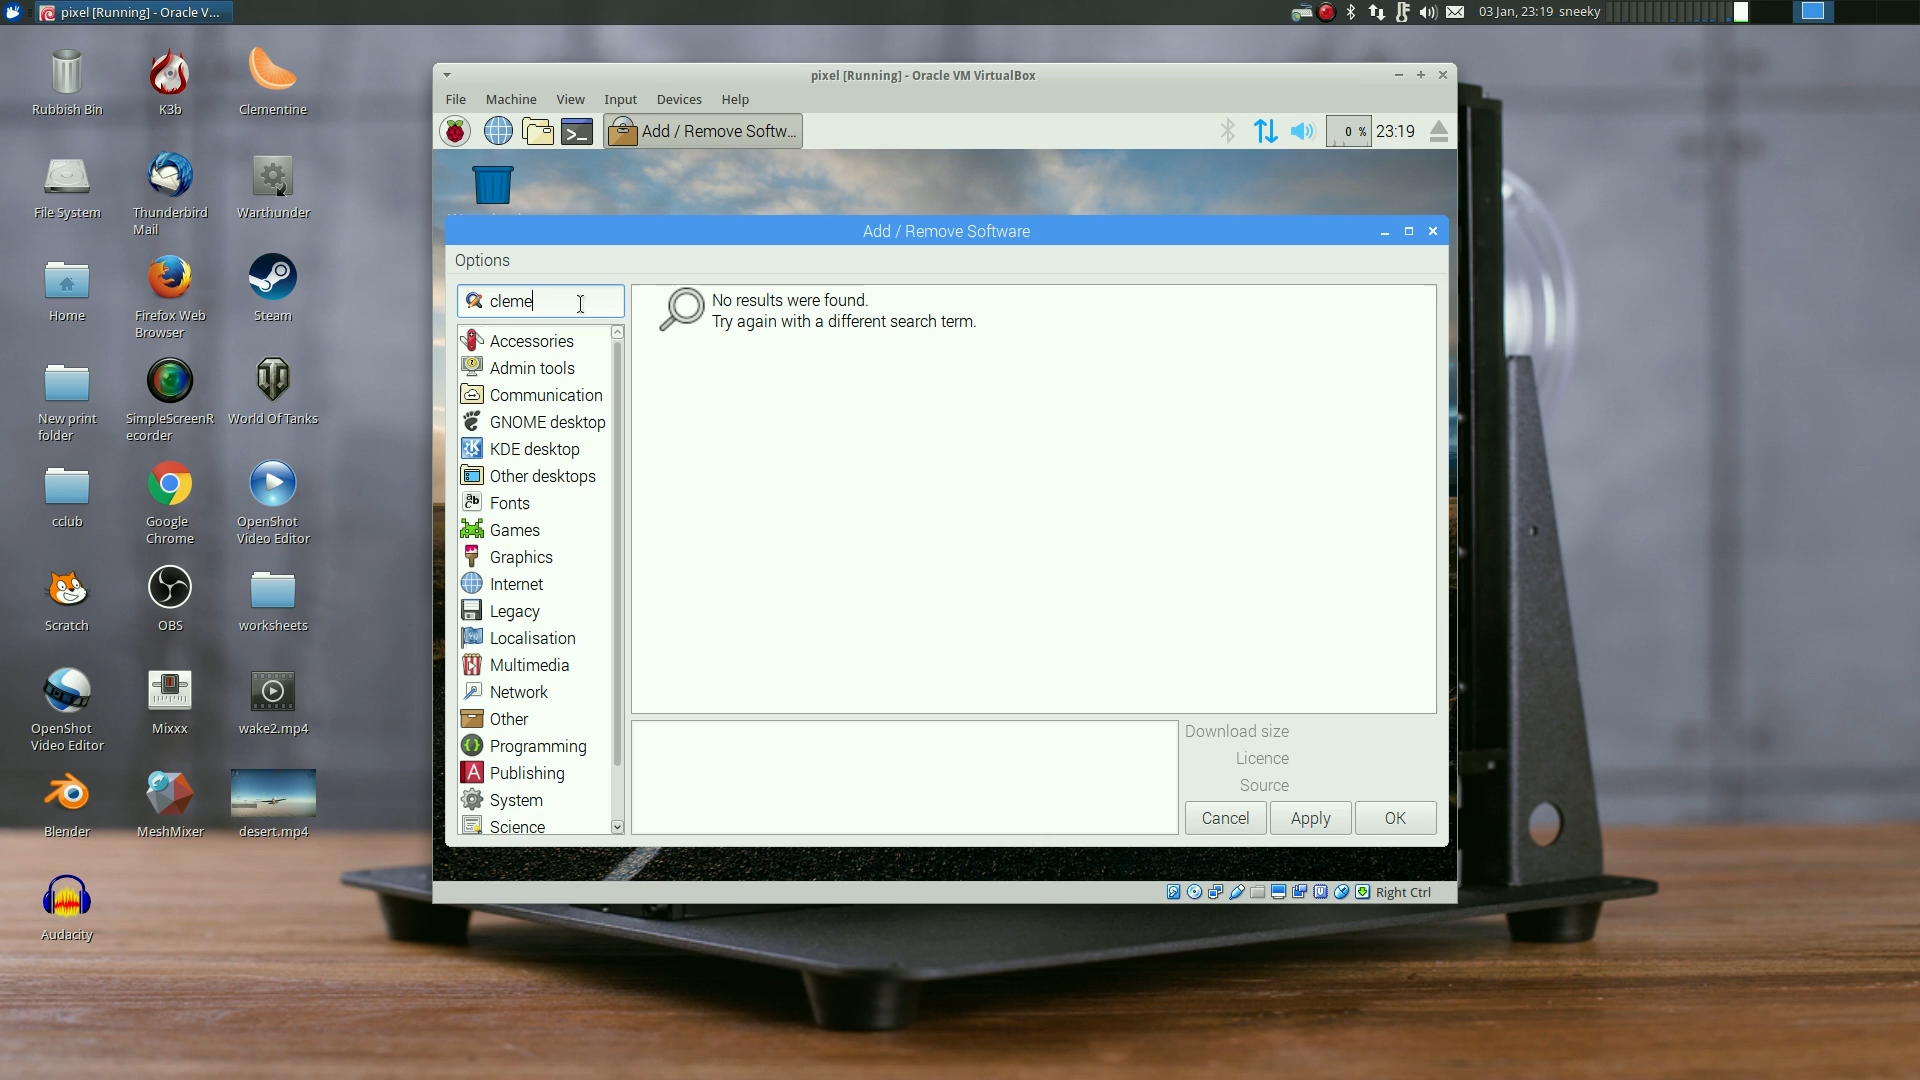 pixel [Running] - Oracle V...
03 Jan, 23:19 sneeky
Rubbish Bin
K3b
Clementine
File System
Thunderbird
Mail
Warthunder
Home
Firefox Web
Browser
Steam
New print
folder
SimpleScreenR
ecorder
World Of Tanks
cclub
Google
Chrome
OpenShot
Video Editor
Scratch
OBS
worksheets
OpenShot
Video Editor
Mixxx
wake2.mp4
Blender
MeshMixer
desert.mp4
Audacity
pixel [Running] - Oracle VM VirtualBox
File Machine View Input Devices Help
Add / Remove Softw...
0 % 23:19
Add / Remove Software
Options
cleme
No results were found.
Try again with a different search term.
Accessories
Admin tools
Communication
GNOME desktop
KDE desktop
Other desktops
Fonts
Games
Graphics
Internet
Legacy
Localisation
Multimedia
Network
Other
Programming
Publishing
System
Science
Download size
Licence
Source
Cancel Apply OK
Right Ctrl